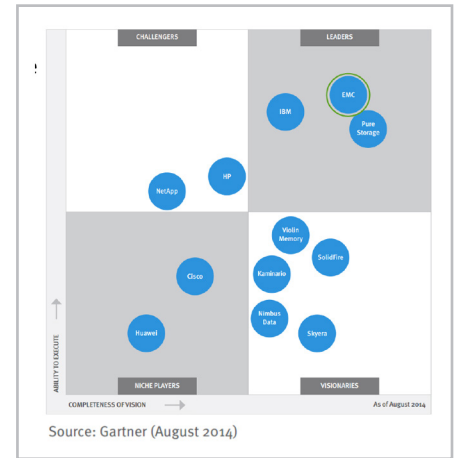 CHALLENGERS
LEADERS
EMC
IBM
Pure
Storage
HP
NetApp
Violin
Memory
Solidfire
Kaminario
Cisco
Nimbus
Data
Huawei
Skyera
ABILITY TO EXECUTE
NICHE PLAYERS
VISIONARIES
COMPLETENESS OF VISION
As of August 2014
Source: Gartner (August 2014)